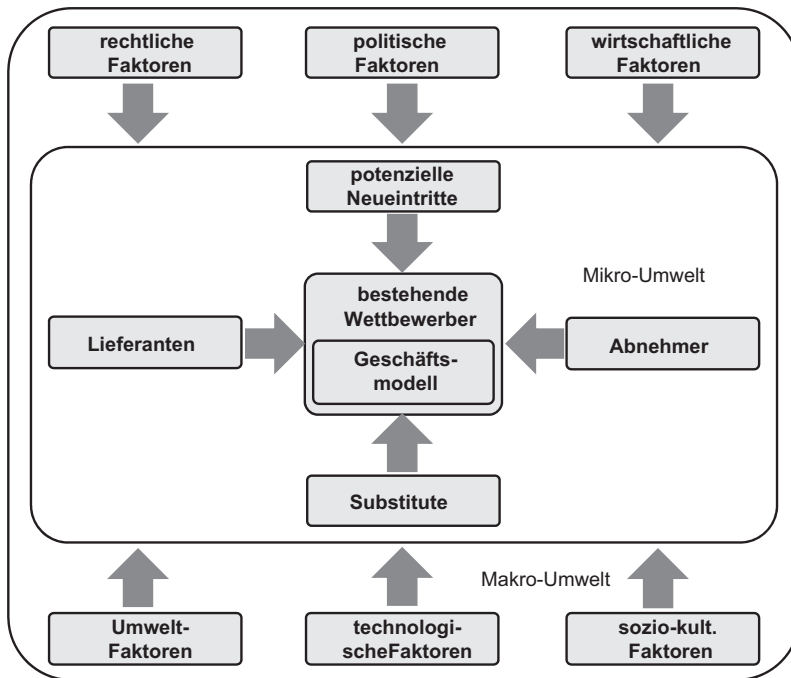 rechtliche
Faktoren
politische
Faktoren
wirtschaftliche
Faktoren
potenzielle
Neueintritte
Mikro-Umwelt
bestehende
Wettbewerber
Lieferanten
Geschäfts-
modell
Abnehmer
Substitute
Makro-Umwelt
Umwelt-
Faktoren
technologi-
scheFaktoren
sozio-kult.
Faktoren